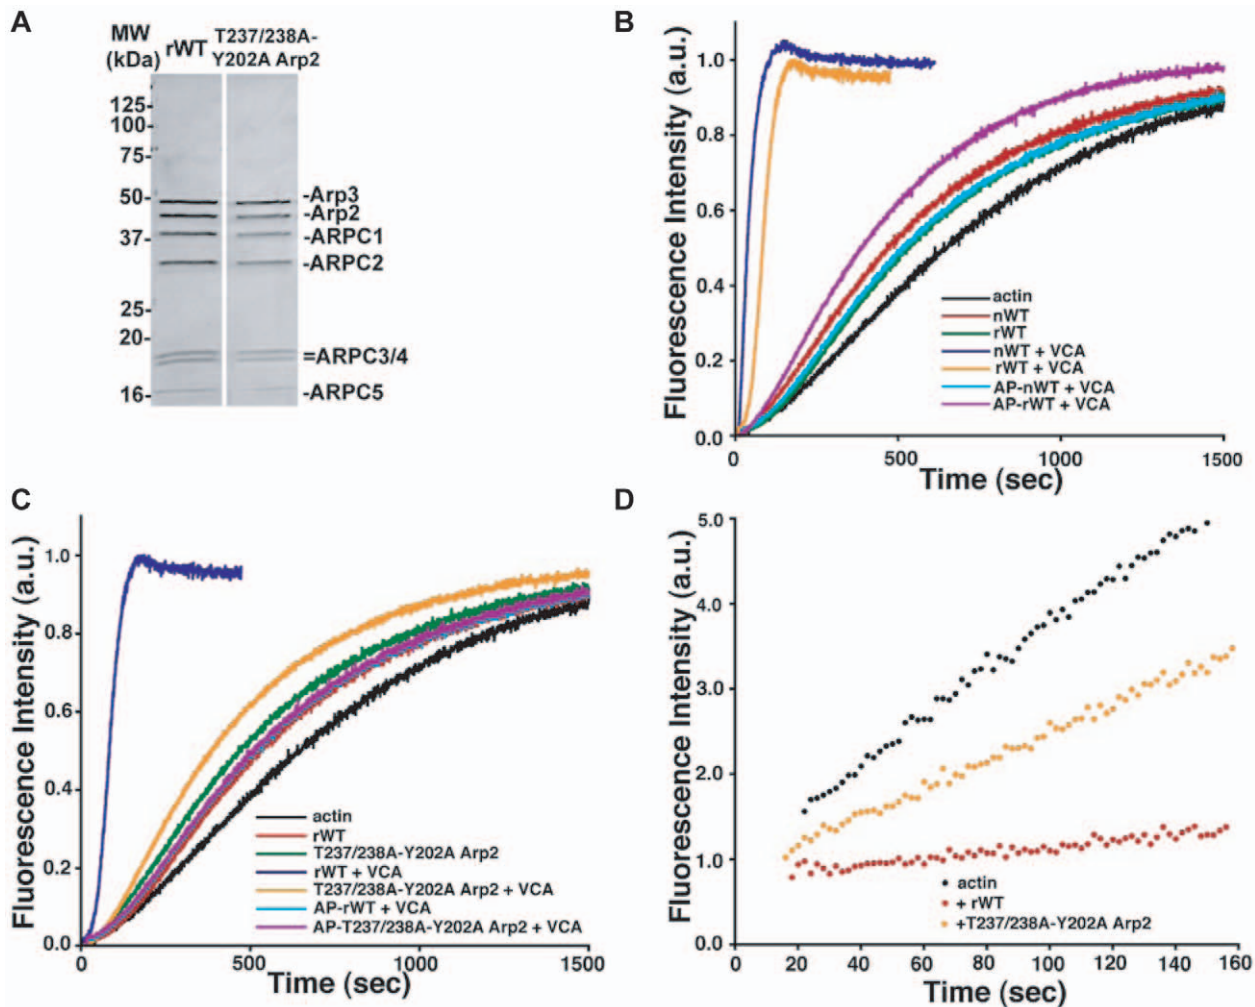 A
MW
(kDa)
rWT
T237/238A-
Y202A Arp2
125-
100-
75-
50-
37-
25-
20-
16-
-Arp3
-Arp2
-ARPC1
-ARPC2
=ARPC3/4
-ARPC5
B
Fluorescence Intensity (a.u.)
1.0
0.8
0.6
0.4
0.2
0.0
0
500
1000
1500
Time (sec)
actin
nWT
rWT
nWT + VCA
rWT + VCA
AP-nWT + VCA
AP-rWT + VCA
C
Fluorescence Intensity (a.u.)
1.0
0.8
0.6
0.4
0.2
0.0
0
500
1000
1500
Time (sec)
actin
rWT
T237/238A-Y202A Arp2
rWT + VCA
T237/238A-Y202A Arp2 + VCA
AP-rWT + VCA
AP-T237/238A-Y202A Arp2 + VCA
D
Fluorescence Intensity (a.u.)
5.0
4.0
3.0
2.0
1.0
0.0
0
20
40
60
80
100
120
140
160
Time (sec)
actin
+ rWT
+T237/238A-Y202A Arp2